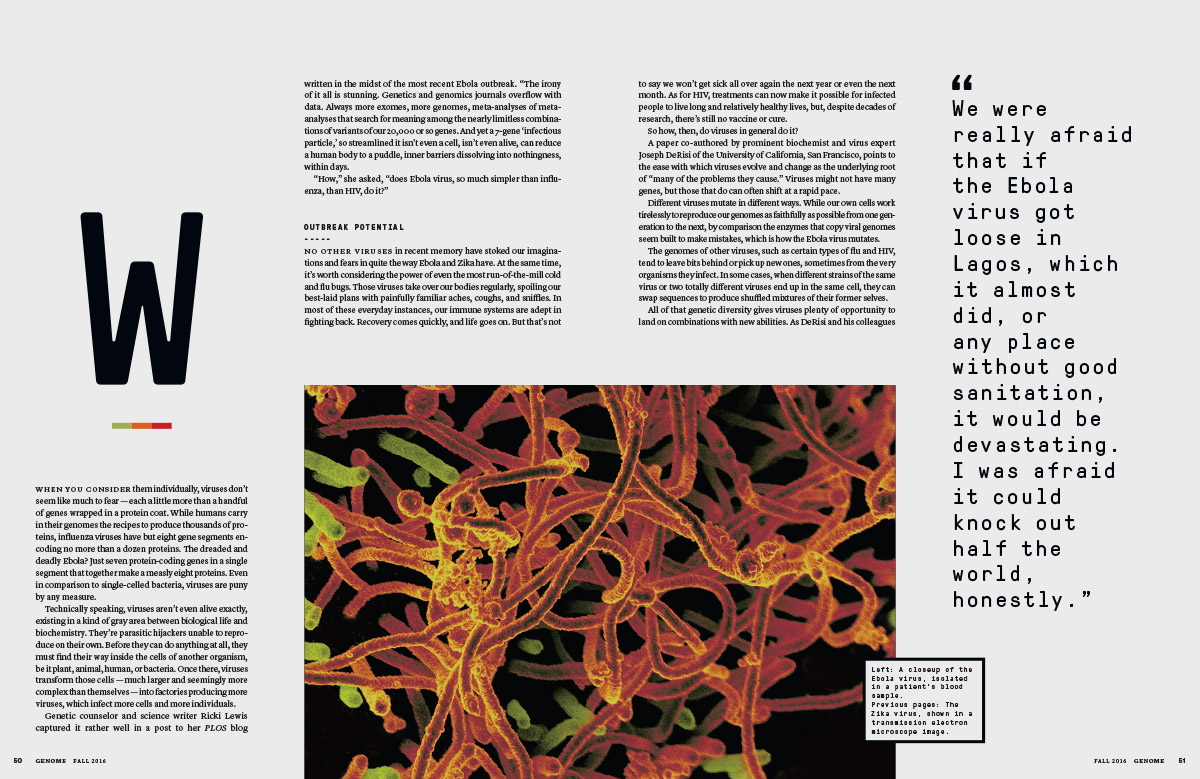 W
WHEN YOU CONSIDER them individually, viruses don't
seem like much to fear — each a little more than a handful
of genes wrapped in a protein coat. While humans carry
in their genomes the recipes to produce thousands of pro-
teins, influenza viruses have but eight gene segments en-
coding no more than a dozen proteins. The dreaded and
deadly Ebola? Just seven protein-coding genes in a single
segment that together make a measly eight proteins. Even
in comparison to single-celled bacteria, viruses are puny
by any measure.
Technically speaking, viruses aren't even alive exactly,
existing in a kind of gray area between biological life and
biochemistry. They're parasitic hijackers unable to repro-
duce on their own. Before they can do anything at all, they
must find their way inside the cells of another organism,
be it plant, animal, human, or bacteria. Once there, viruses
transform those cells — much larger and seemingly more
complex than themselves — into factories producing more
viruses, which infect more cells and more individuals.
Genetic counselor and science writer Ricki Lewis
captured it rather well in a post to her PLOS blog
written in the midst of the most recent Ebola outbreak. “The irony
of it all is stunning. Genetics and genomics journals overflow with
data. Always more exomes, more genomes, meta-analyses of meta-
analyses that search for meaning among the nearly limitless combina-
tions of variants of our 20,000 or so genes. And yet a 7-gene ‘infectious
particle,’ so streamlined it isn't even a cell, isn't even alive, can reduce
a human body to a puddle, inner barriers dissolving into nothingness,
within days.
“How,” she asked, “does Ebola virus, so much simpler than influ-
enza, than HIV, do it?”
OUTBREAK POTENTIAL
-----
NO OTHER VIRUSES in recent memory have stoked our imagina-
tions and fears in quite the way Ebola and Zika have. At the same time,
it's worth considering the power of even the most run-of-the-mill cold
and flu bugs. Those viruses take over our bodies regularly, spoiling our
best-laid plans with painfully familiar aches, coughs, and sniffles. In
most of these everyday instances, our immune systems are adept in
fighting back. Recovery comes quickly, and life goes on. But that's not
to say we won't get sick all over again the next year or even the next
month. As for HIV, treatments can now make it possible for infected
people to live long and relatively healthy lives, but, despite decades of
research, there's still no vaccine or cure.
So how, then, do viruses in general do it?
A paper co-authored by prominent biochemist and virus expert
Joseph DeRisi of the University of California, San Francisco, points to
the ease with which viruses evolve and change as the underlying root
of “many of the problems they cause.” Viruses might not have many
genes, but those that do can often shift at a rapid pace.
Different viruses mutate in different ways. While our own cells work
tirelessly to reproduce our genomes as faithfully as possible from one gen-
eration to the next, by comparison the enzymes that copy viral genomes
seem built to make mistakes, which is how the Ebola virus mutates.
The genomes of other viruses, such as certain types of flu and HIV,
tend to leave bits behind or pick up new ones, sometimes from the very
organisms they infect. In some cases, when different strains of the same
virus or two totally different viruses end up in the same cell, they can
swap sequences to produce shuffled mixtures of their former selves.
All of that genetic diversity gives viruses plenty of opportunity to
land on combinations with new abilities. As DeRisi and his colleagues
“
We were
really afraid
that if
the Ebola
virus got
loose in
Lagos, which
it almost
did, or
any place
without good
sanitation,
it would be
devastating.
I was afraid
it could
knock out
half the
world,
honestly.”
Left: A closeup of the
Ebola virus, isolated
in a patient's blood
sample.
Previous pages: The
Zika virus, shown in a
transmission electron
microscope image.
50 GENOME FALL 2016
FALL 2016 GENOME 51